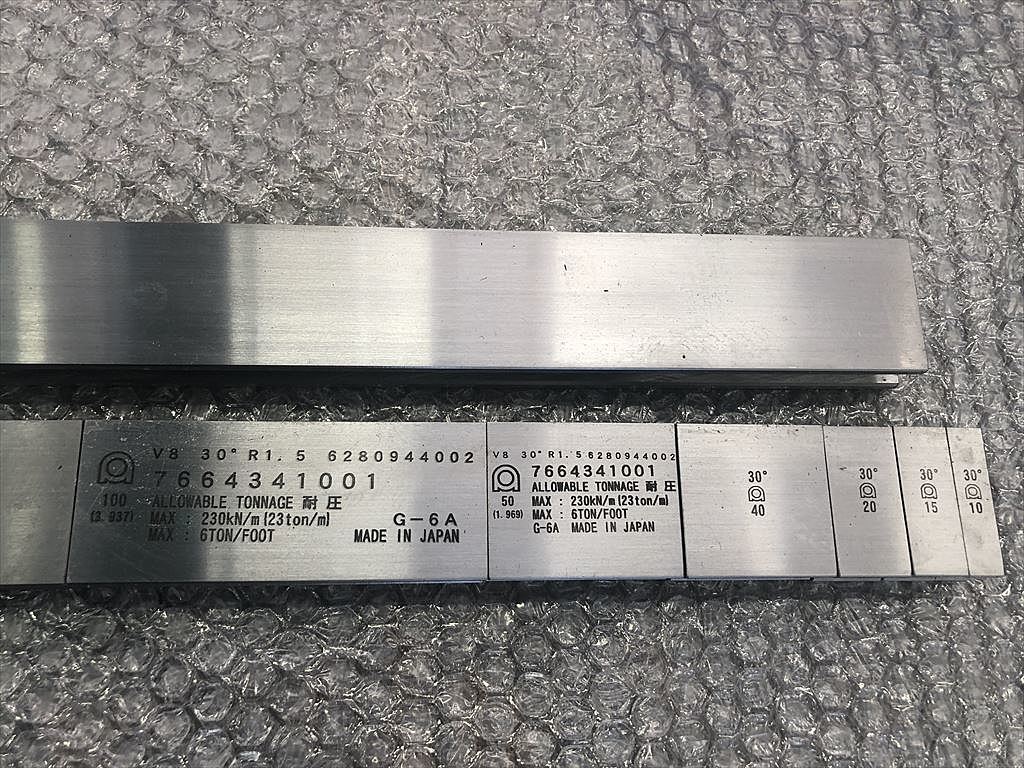 V8 30° R1.5 6280944002
7664341001
100
(3.937)
ALLOWABLE TONNAGE 耐圧
MAX : 230kN/m{23ton/m}
MAX : 6TON/FOOT
G-6A
MADE IN JAPAN
V8 30° R1.5 6280944002
7664341001
50
(1.969)
ALLOWABLE TONNAGE 耐圧
MAX : 230kN/m{23ton/m}
MAX : 6TON/FOOT
G-6A MADE IN JAPAN
30°
40
30°
20
30°
15
30°
10